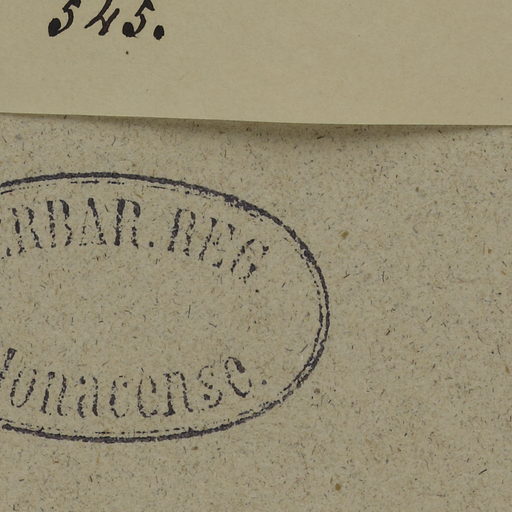 545.
ERBAR. REG.
Monacense.